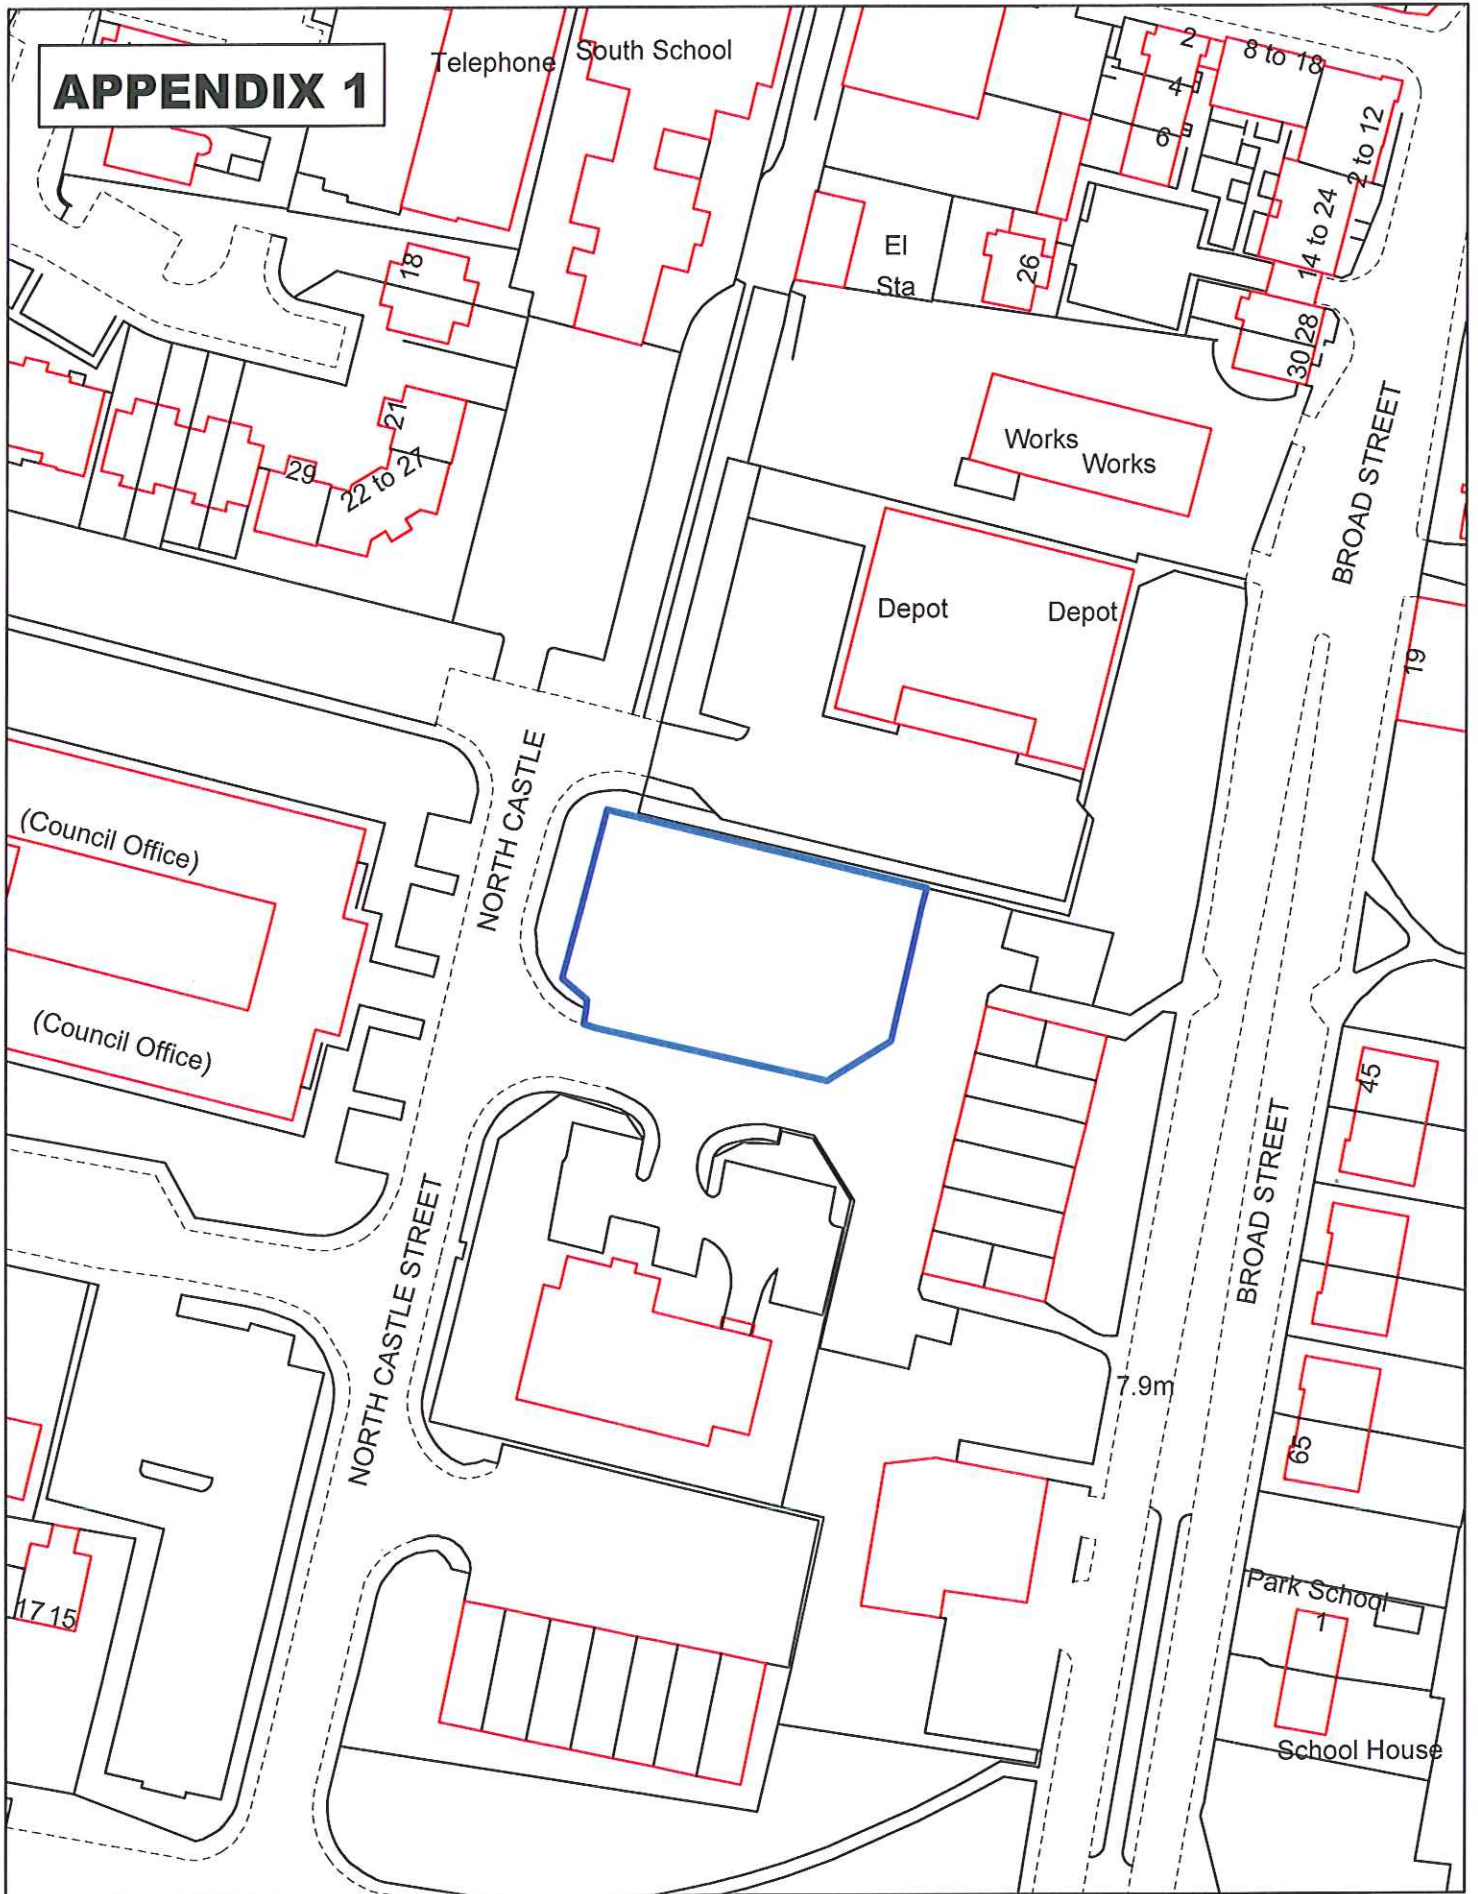 APPENDIX 1
Telephone
South School
2
8 to 18
4
6
2 to 12
14 to 24
El
Sta
26
18
28
30
21
29
22 to 27
Works
Works
BROAD STREET
Depot
Depot
19
NORTH CASTLE
(Council Office)
(Council Office)
45
BROAD STREET
NORTH CASTLE STREET
7.9m
65
Park School
1
17 15
School House